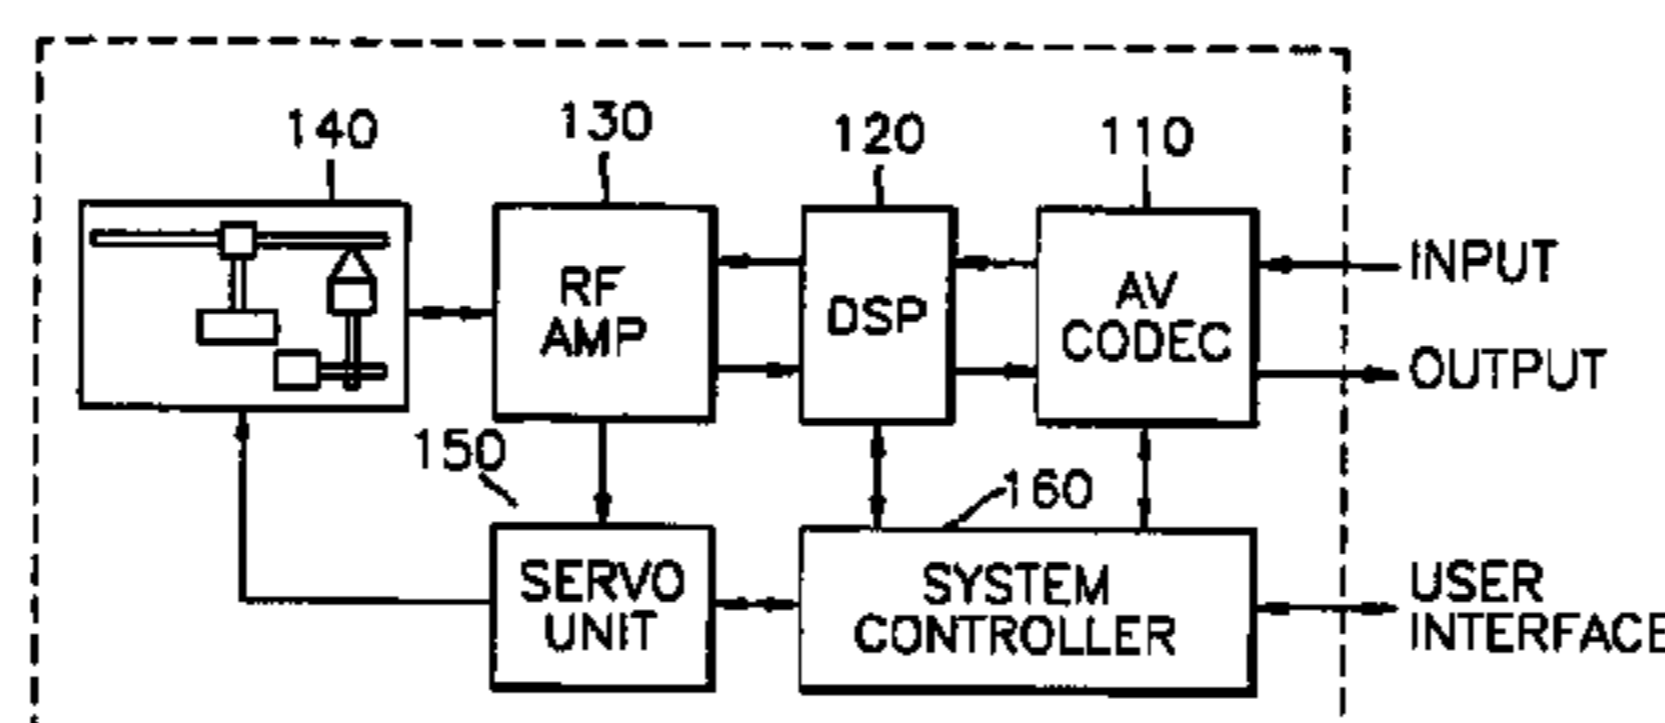 140
130
120
110
RF
AMP
DSP
AV
CODEC
INPUT
OUTPUT
150
160
SERVO
UNIT
SYSTEM
CONTROLLER
USER
INTERFACE